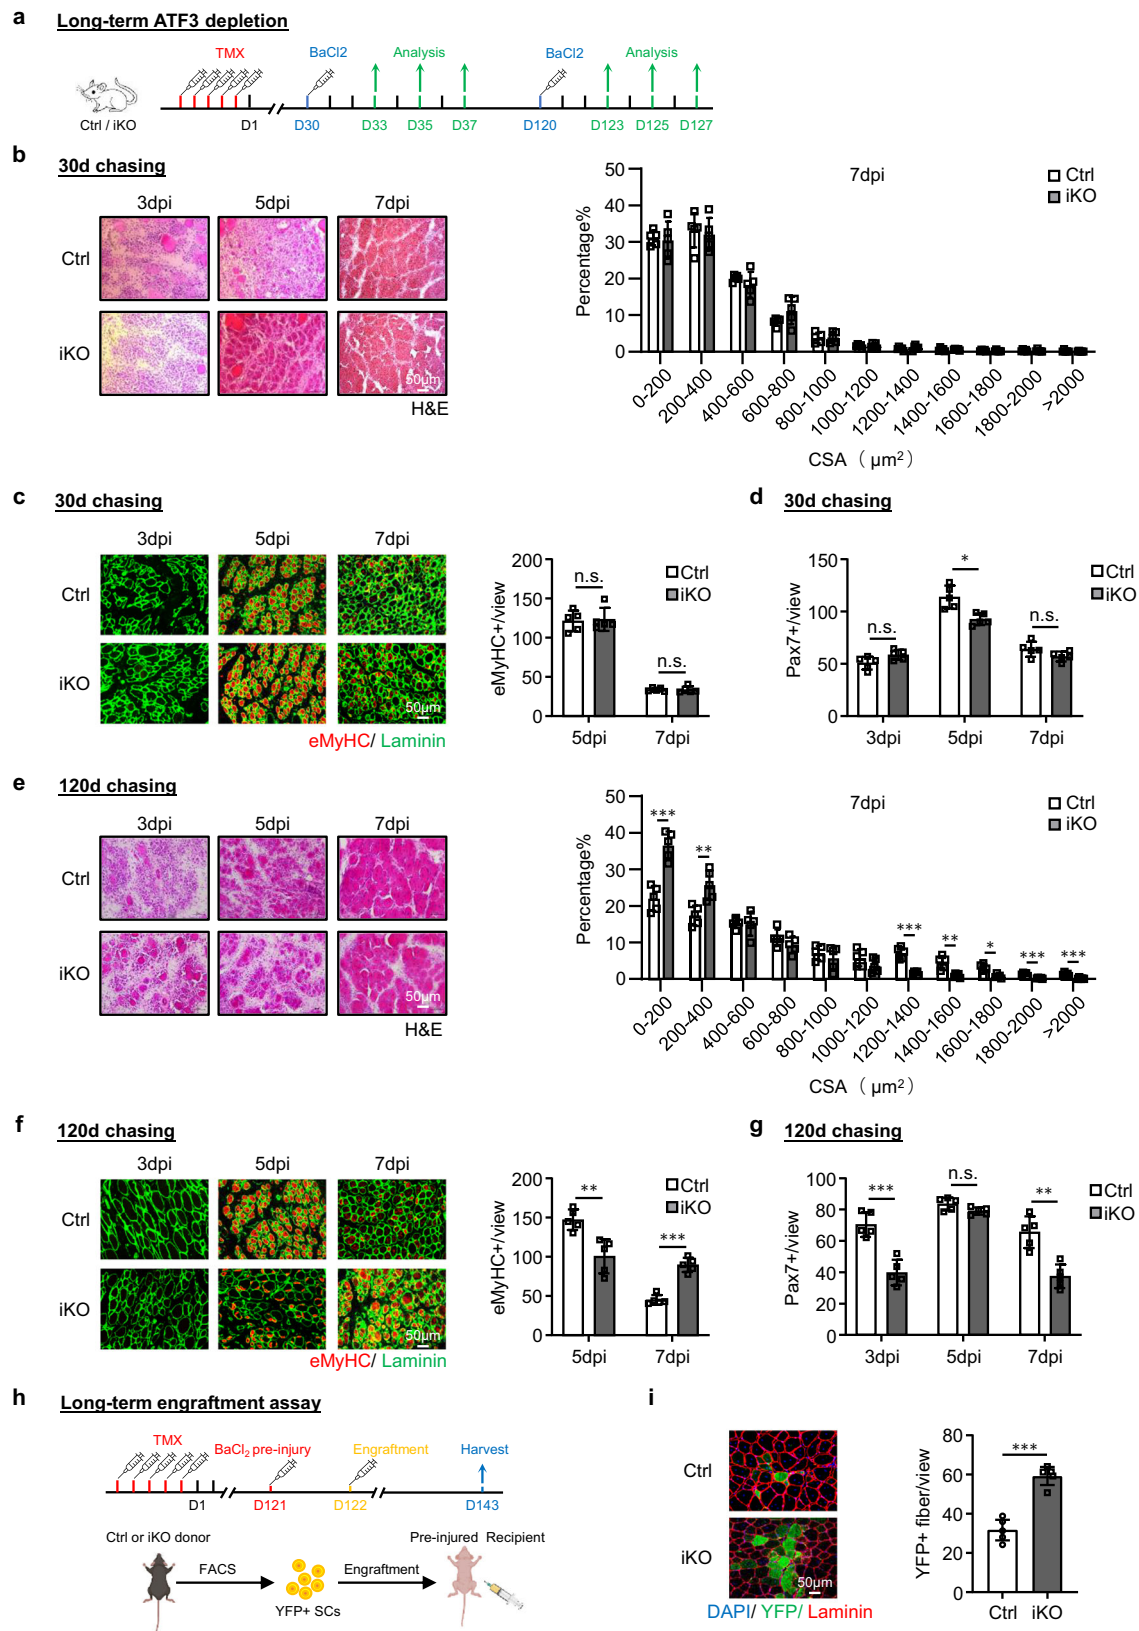 a Long-term ATF3 depletion
TMX BaCl2 Analysis BaCl2 Analysis
Ctrl / iKO D1 D30 D33 D35 D37 D120 D123 D125 D127
b 30d chasing
3dpi 5dpi 7dpi
Ctrl
iKO
50µm
H&E
7dpi
Ctrl
iKO
Percentage%
50
40
30
20
10
0
0-200 200-400 400-600 600-800 800-1000 1000-1200 1200-1400 1400-1600 1600-1800 1800-2000 >2000
CSA ( µm²)
c 30d chasing
3dpi 5dpi 7dpi
Ctrl
iKO
50µm
eMyHC/ Laminin
Ctrl
iKO
eMyHC+/view
200
150
100
50
0
n.s. n.s.
5dpi 7dpi
d 30d chasing
Ctrl
iKO
Pax7+/view
150
100
50
0
n.s. * n.s.
3dpi 5dpi 7dpi
e 120d chasing
3dpi 5dpi 7dpi
Ctrl
iKO
50µm
H&E
7dpi
Ctrl
iKO
Percentage%
50
40
30
20
10
0
*** ** *** ** * *** ***
0-200 200-400 400-600 600-800 800-1000 1000-1200 1200-1400 1400-1600 1600-1800 1800-2000 >2000
CSA ( µm²)
f 120d chasing
3dpi 5dpi 7dpi
Ctrl
iKO
50µm
eMyHC/ Laminin
Ctrl
iKO
eMyHC+/view
200
150
100
50
0
** ***
5dpi 7dpi
g 120d chasing
Ctrl
iKO
Pax7+/view
100
80
60
40
20
0
*** n.s. **
3dpi 5dpi 7dpi
h Long-term engraftment assay
TMX BaCl₂ pre-injury Engraftment Harvest
D1 D121 D122 D143
Ctrl or iKO donor Pre-injured Recipient
FACS Engraftment
YFP+ SCs
i
Ctrl
iKO
50µm
DAPI/ YFP/ Laminin
YFP+ fiber/view
80
60
40
20
0
***
Ctrl iKO